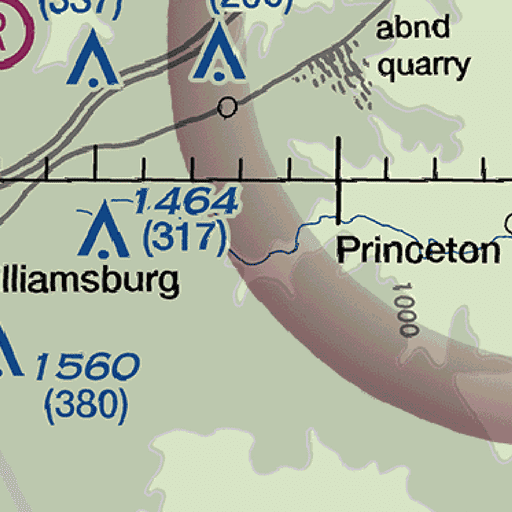 abnd
quarry
1464
(317)
Princeton
lliamsburg
1000
1560
(380)